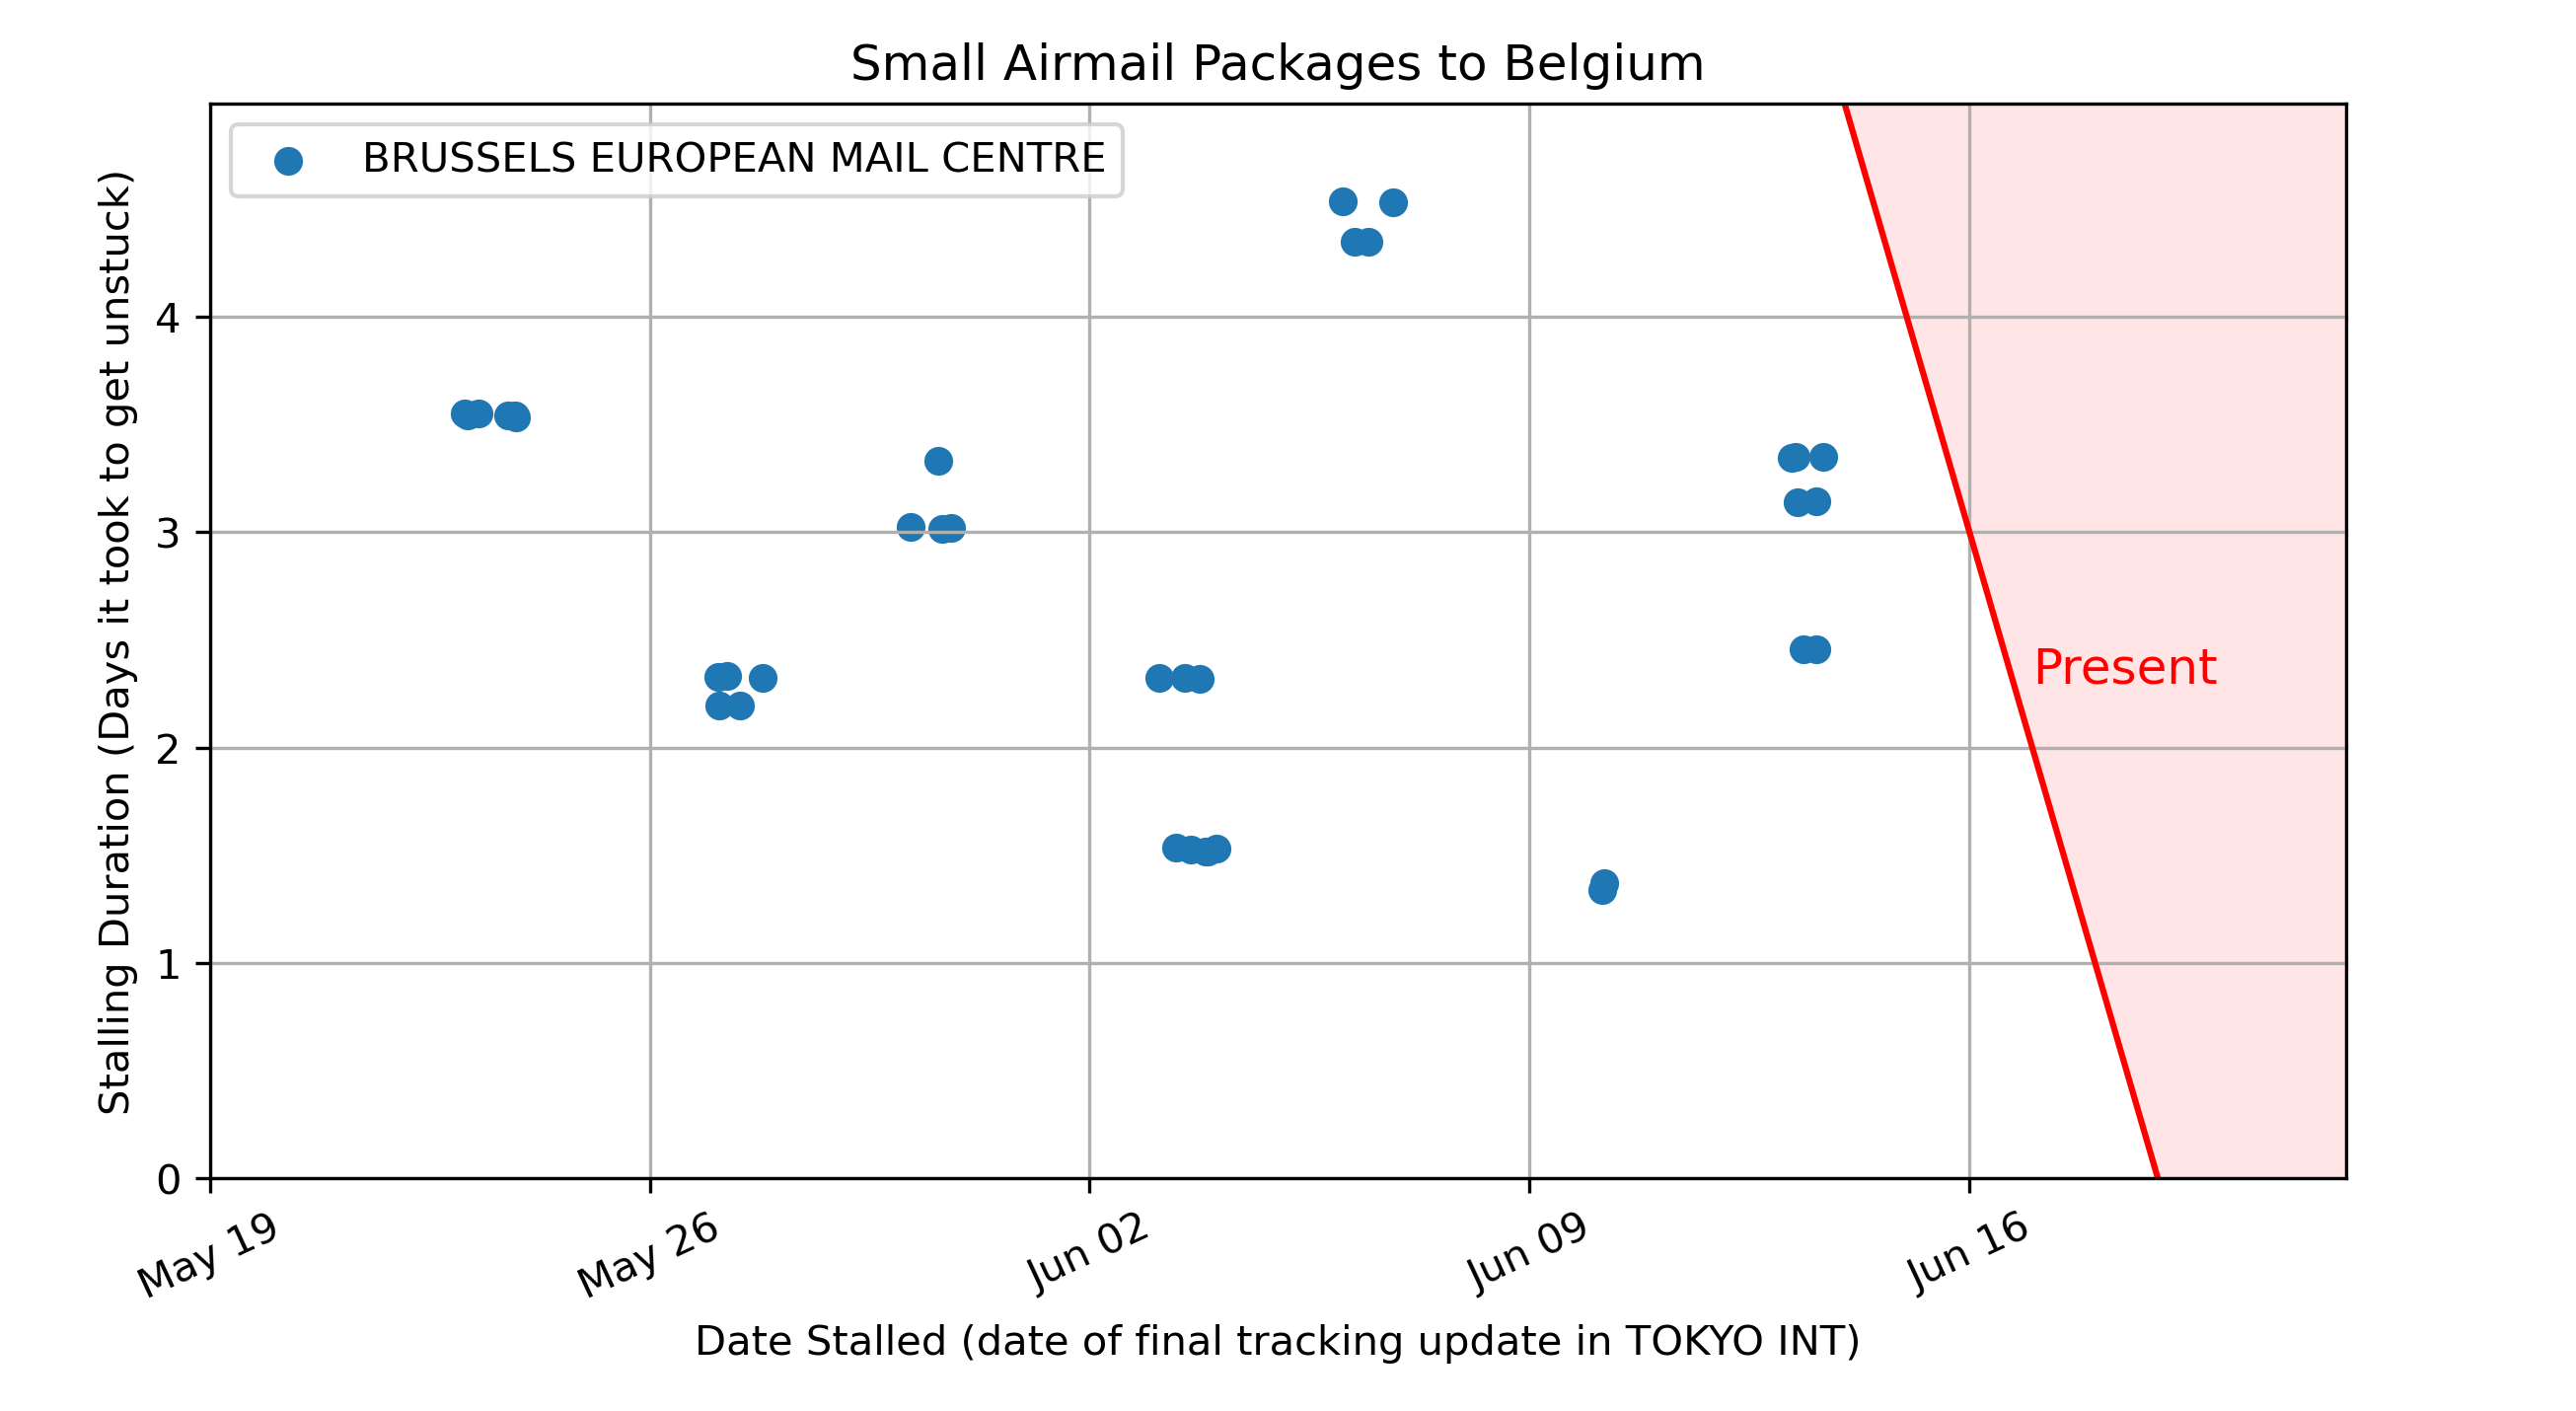 Small Airmail Packages to Belgium
BRUSSELS EUROPEAN MAIL CENTRE
Stalling Duration (Days it took to get unstuck)
4
3
2
1
0
Present
May 19
May 26
Jun 02
Jun 09
Jun 16
Date Stalled (date of final tracking update in TOKYO INT)